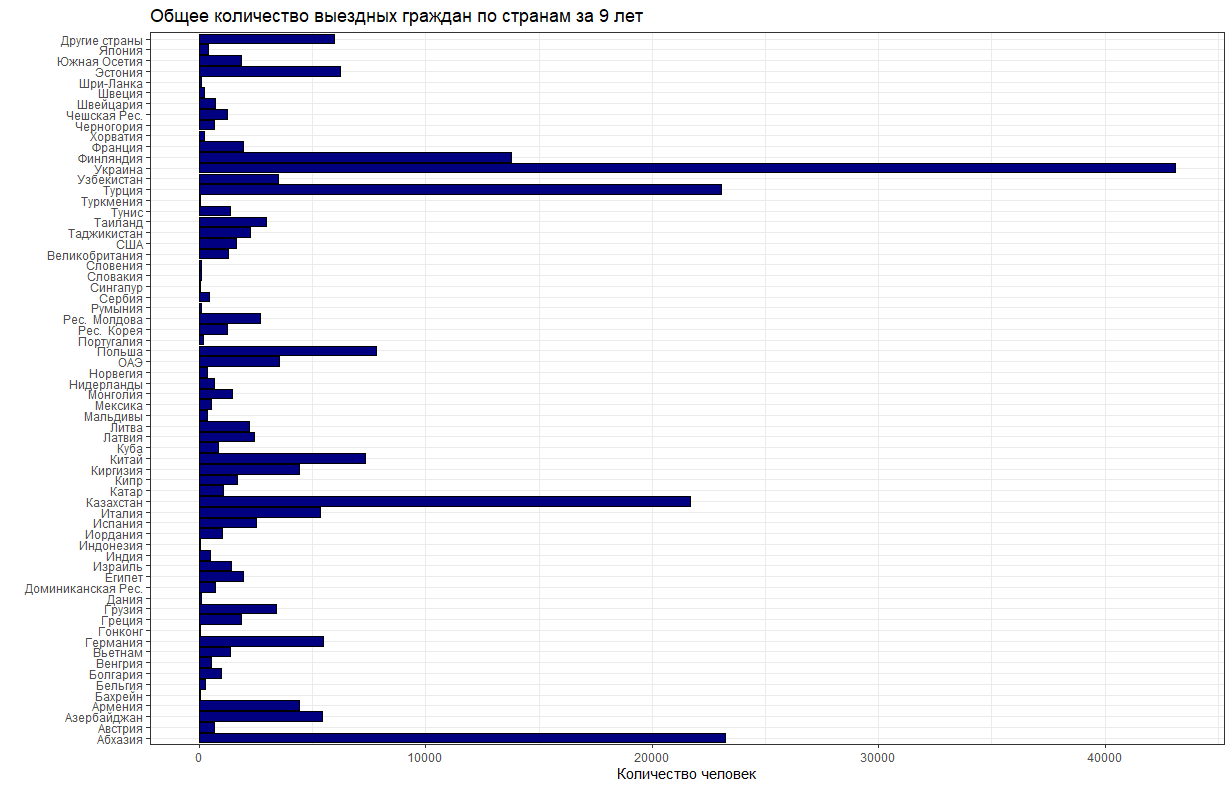 Общее количество выездных граждан по странам за 9 лет
Другие страны
Япония
Южная Осетия
Эстония
Шри-Ланка
Швеция
Швейцария
Чешская Рес.
Черногория
Хорватия
Франция
Финляндия
Украина
Узбекистан
Турция
Туркмения
Тунис
Таиланд
Таджикистан
США
Великобритания
Словения
Словакия
Сингапур
Сербия
Румыния
Рес. Молдова
Рес. Корея
Португалия
Польша
ОАЭ
Норвегия
Нидерланды
Монголия
Мексика
Мальдивы
Литва
Латвия
Куба
Китай
Киргизия
Кипр
Катар
Казахстан
Италия
Испания
Иордания
Индонезия
Индия
Израиль
Египет
Доминиканская Рес.
Дания
Грузия
Греция
Гонконг
Германия
Вьетнам
Венгрия
Болгария
Бельгия
Бахрейн
Армения
Азербайджан
Австрия
Абхазия
0 10000 20000 30000 40000
Количество человек